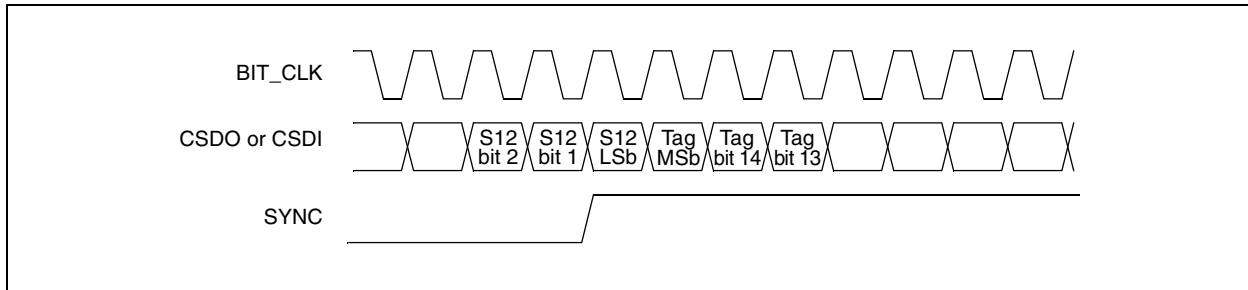 BIT_CLK
CSDO or CSDI
S12 bit 2
S12 bit 1
S12 LSb
Tag MSb
Tag bit 14
Tag bit 13
SYNC